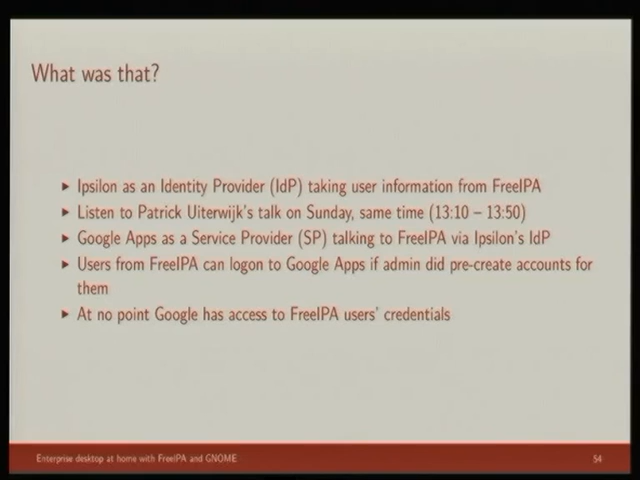 What was that?
▶ Ipsilon as an Identity Provider (IdP) taking user information from FreeIPA
▶ Listen to Patrick Uiterwijk's talk on Sunday, same time (13:10 – 13:50)
▶ Google Apps as a Service Provider (SP) talking to FreeIPA via Ipsilon's IdP
▶ Users from FreeIPA can logon to Google Apps if admin did pre-create accounts for
them
▶ At no point Google has access to FreeIPA users' credentials
Enterprise desktop at home with FreeIPA and GNOME
54